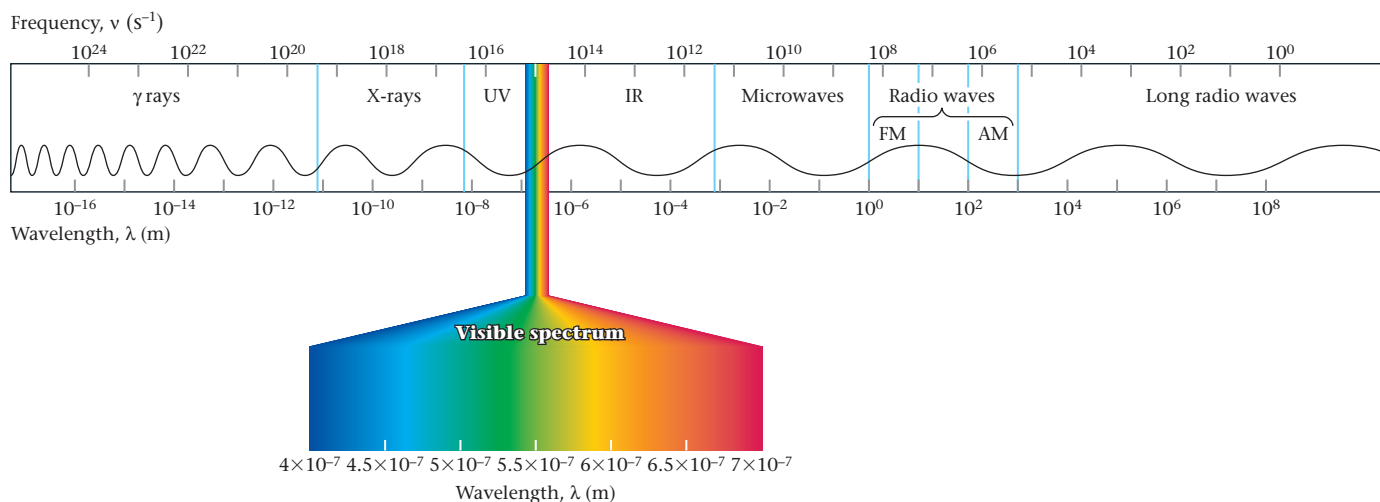 Frequency, ν (s⁻¹)
10²⁴ 10²² 10²⁰ 10¹⁸ 10¹⁶ 10¹⁴ 10¹² 10¹⁰ 10⁸ 10⁶ 10⁴ 10² 10⁰
γ rays X-rays UV IR Microwaves Radio waves Long radio waves
FM AM
10⁻¹⁶ 10⁻¹⁴ 10⁻¹² 10⁻¹⁰ 10⁻⁸ 10⁻⁶ 10⁻⁴ 10⁻² 10⁰ 10² 10⁴ 10⁶ 10⁸
Wavelength, λ (m)
Visible spectrum
4×10⁻⁷ 4.5×10⁻⁷ 5×10⁻⁷ 5.5×10⁻⁷ 6×10⁻⁷ 6.5×10⁻⁷ 7×10⁻⁷
Wavelength, λ (m)